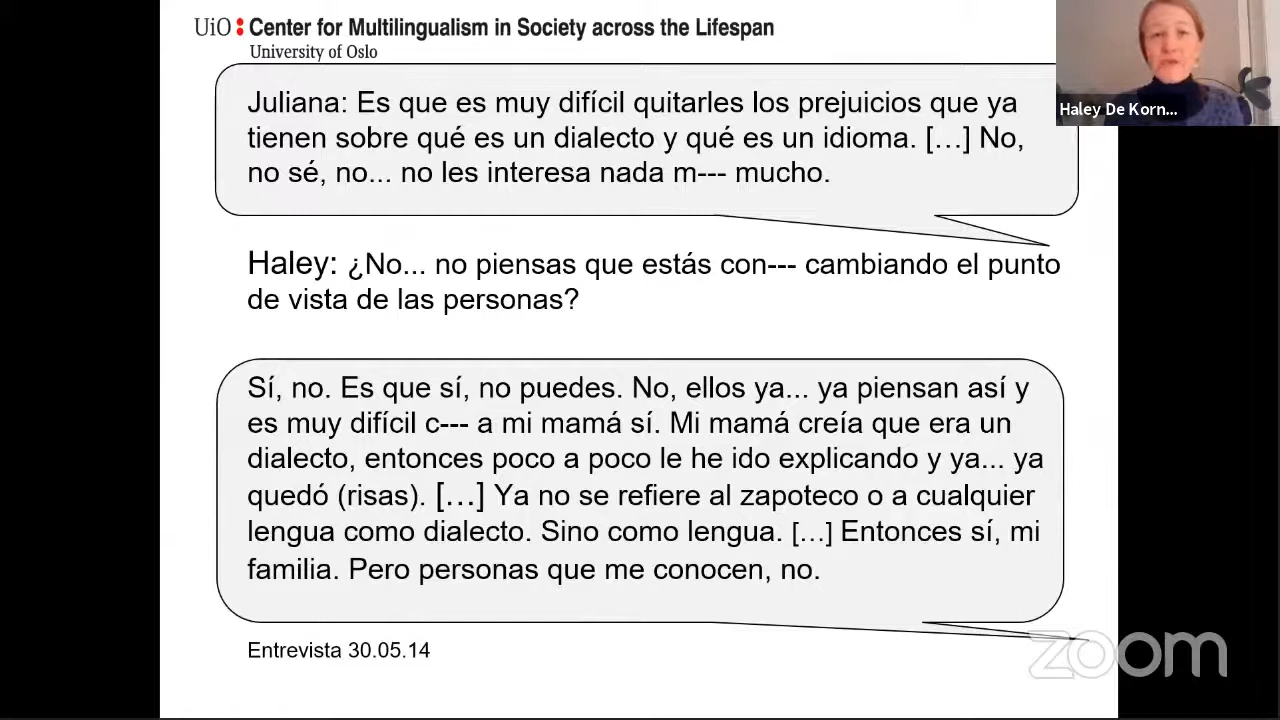 UiO: Center for Multilingualism in Society across the Lifespan
University of Oslo
Haley De Korn...
Juliana: Es que es muy difícil quitarles los prejuicios que ya
tienen sobre qué es un dialecto y qué es un idioma. […] No,
no sé, no... no les interesa nada m--- mucho.
Haley: ¿No... no piensas que estás con--- cambiando el punto
de vista de las personas?
Sí, no. Es que sí, no puedes. No, ellos ya... ya piensan así y
es muy difícil c--- a mi mamá sí. Mi mamá creía que era un
dialecto, entonces poco a poco le he ido explicando y ya... ya
quedó (risas). […] Ya no se refiere al zapoteco o a cualquier
lengua como dialecto. Sino como lengua. […] Entonces sí, mi
familia. Pero personas que me conocen, no.
Entrevista 30.05.14
zoom